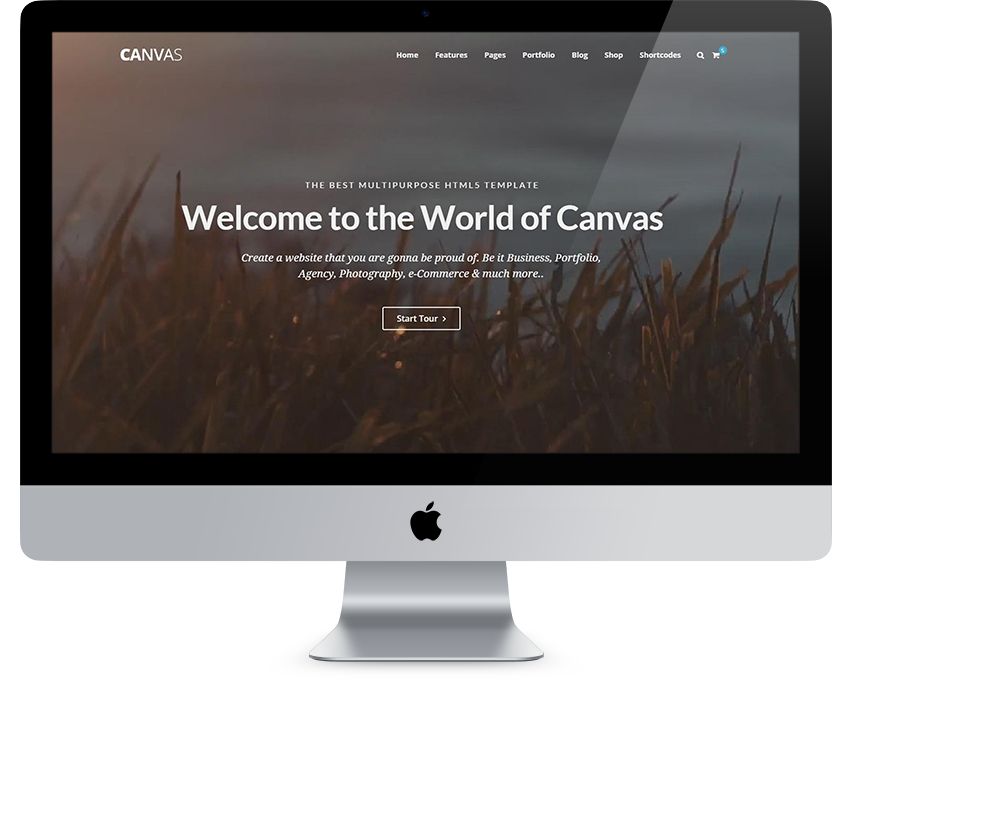 CANVAS
Home Features Pages Portfolio Blog Shop Shortcodes
THE BEST MULTIPURPOSE HTML5 TEMPLATE
Welcome to the World of Canvas
Create a website that you are gonna be proud of. Be it Business, Portfolio,
Agency, Photography, e-Commerce & much more..
Start Tour